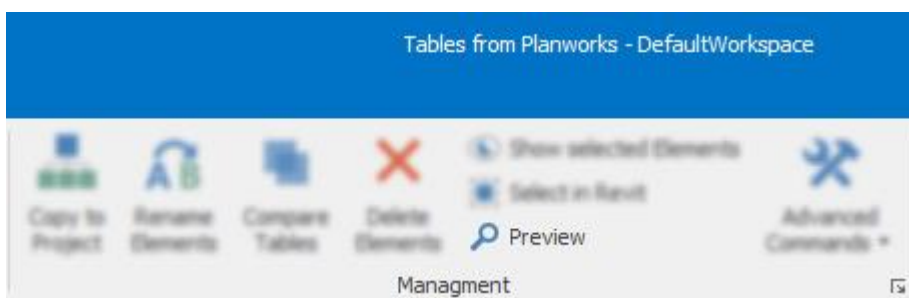 Tables from Planworks - DefaultWorkspace
Copy to
Project
Rename
Elements
Compare
Tables
Delete
Elements
Show selected Elements
Select in Revit
Preview
Advanced
Commands
Managment